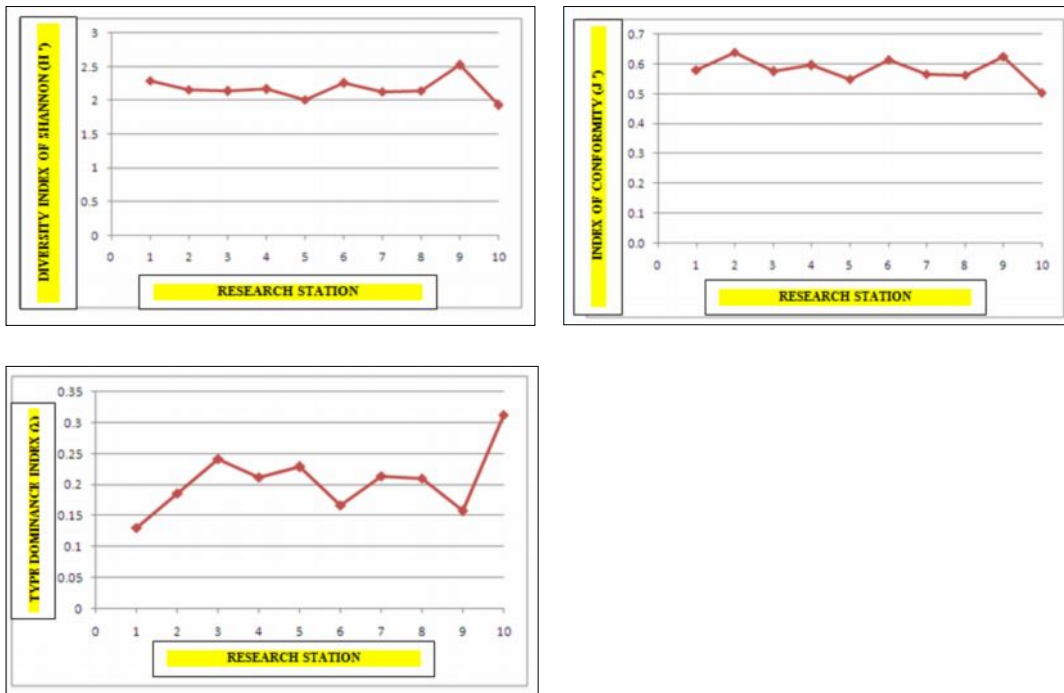 DIVERSITY INDEX OF SHANNON (H')
3
2.5
2
1.5
1
0.5
0
0 1 2 3 4 5 6 7 8 9 10
RESEARCH STATION
INDEX OF CONFORMITY (J')
0.7
0.6
0.5
0.4
0.3
0.2
0.1
0.0
0 1 2 3 4 5 6 7 8 9 10
RESEARCH STATION
TYPE DOMINANCE INDEX (λ)
0.35
0.3
0.25
0.2
0.15
0.1
0.05
0
0 1 2 3 4 5 6 7 8 9 10
RESEARCH STATION